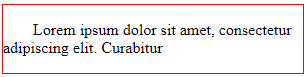 Lorem ipsum dolor sit amet, consectetur
adipiscing elit. Curabitur